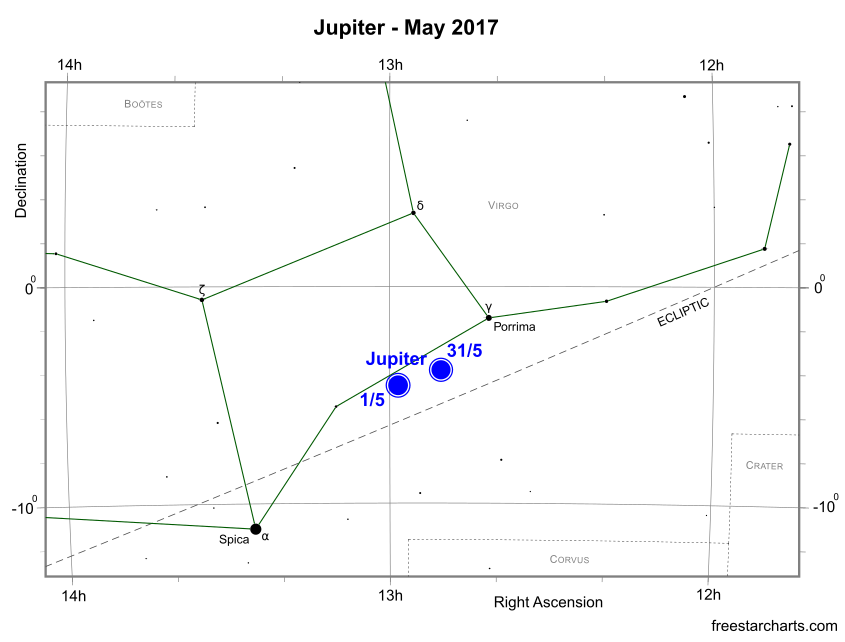 Jupiter - May 2017
14h
13h
12h
BOÖTES
Declination
VIRGO
δ
0⁰
0⁰
ζ
γ
Porrima
ECLIPTIC
Jupiter
31/5
1/5
CRATER
-10⁰
-10⁰
Spica
α
CORVUS
14h
13h
12h
Right Ascension
freestarcharts.com